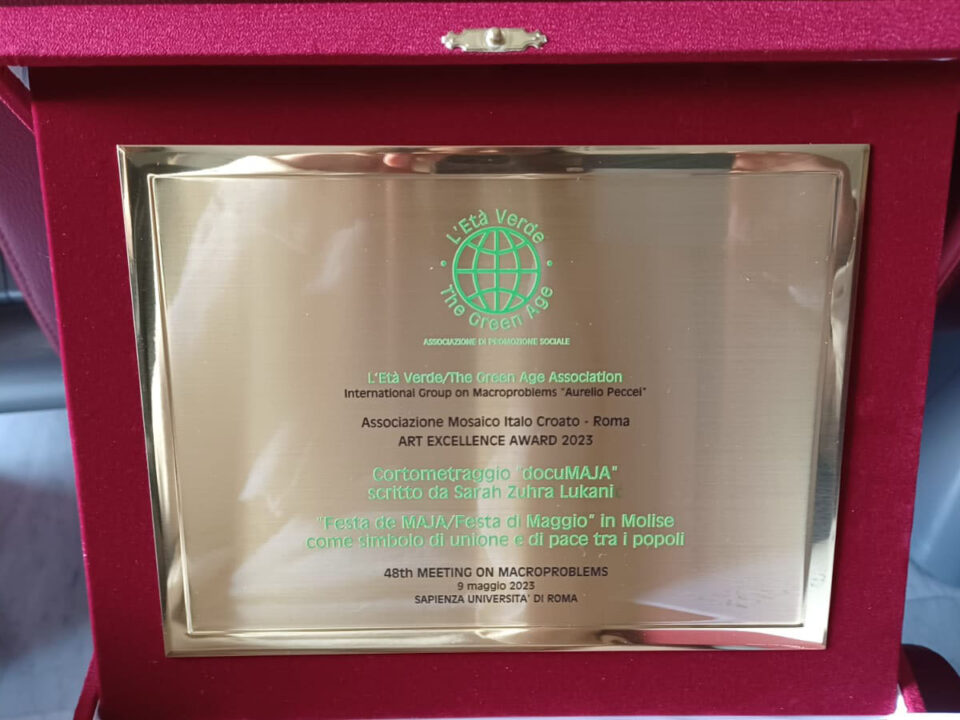 L'Età Verde
The Green Age
ASSOCIAZIONE DI PROMOZIONE SOCIALE
L'Età Verde/The Green Age Association
International Group on Macroproblems "Aurelio Peccei"
Associazione Mosaico Italo Croato - Roma
ART EXCELLENCE AWARD 2023
Cortometraggio "docuMAJA"
scritto da Sarah Zuhra Lukani
"Festa de MAJA/Festa di Maggio" in Molise
come simbolo di unione e di pace tra i popoli
48th MEETING ON MACROPROBLEMS
9 maggio 2023
SAPIENZA UNIVERSITA' DI ROMA